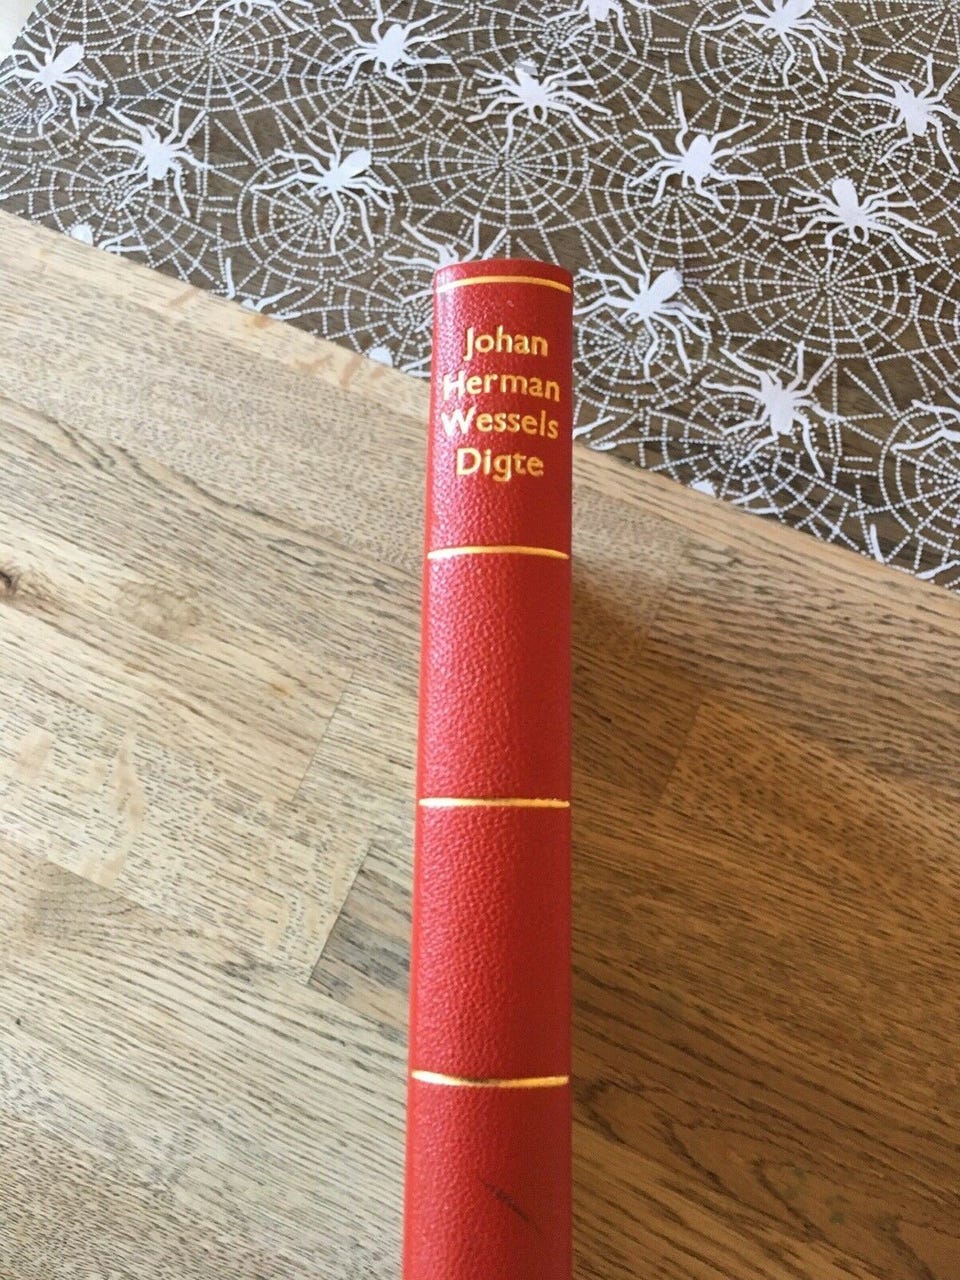 Johan
Herman
Wessels
Digte